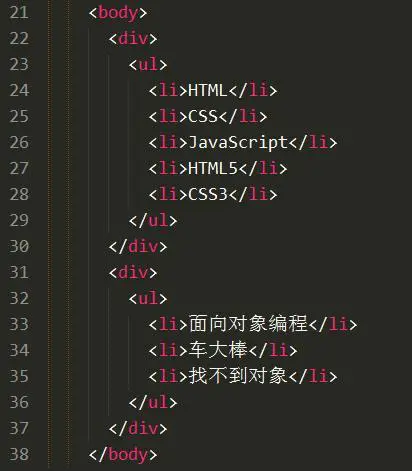 21 <body>
22 <div>
23 <ul>
24 <li>HTML</li>
25 <li>CSS</li>
26 <li>JavaScript</li>
27 <li>HTML5</li>
28 <li>CSS3</li>
29 </ul>
30 </div>
31 <div>
32 <ul>
33 <li>面向对象编程</li>
34 <li>车大棒</li>
35 <li>找不到对象</li>
36 </ul>
37 </div>
38 </body>